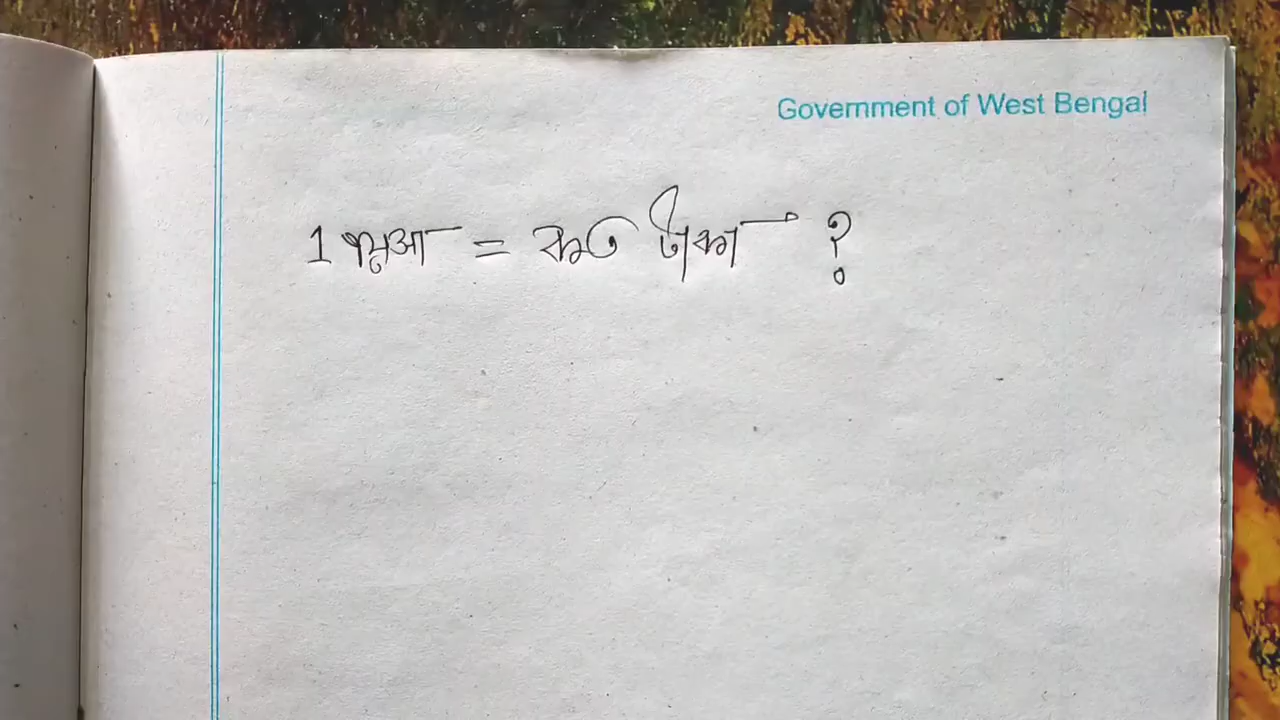 Government of West Bengal
1 পুআ = কত টাকা ?